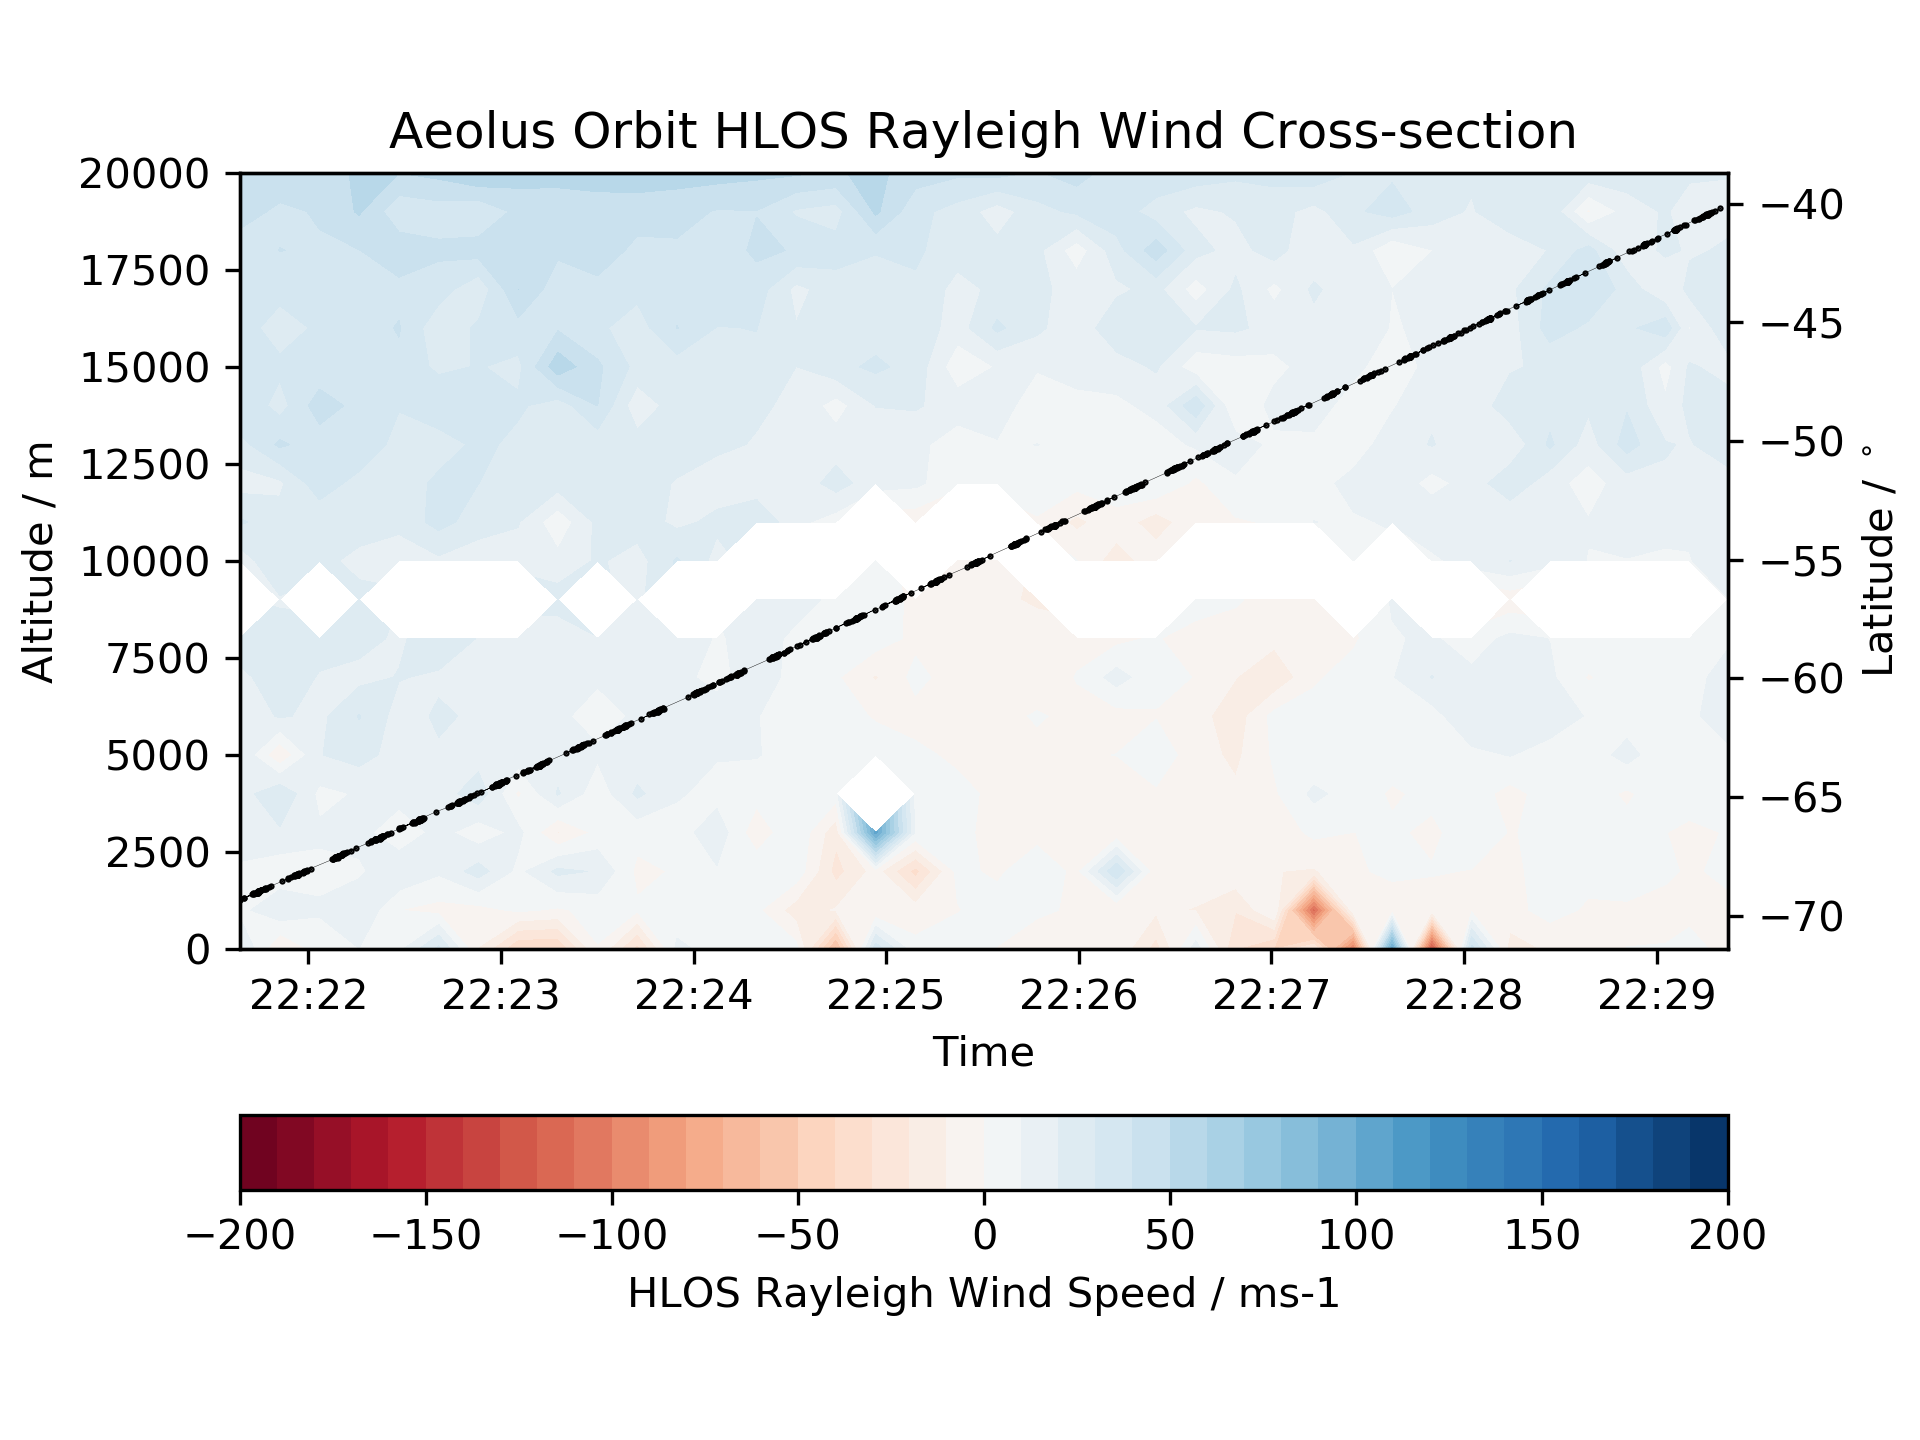 Aeolus Orbit HLOS Rayleigh Wind Cross-section
20000
17500
15000
12500
10000
7500
5000
2500
0
Altitude / m
−40
−45
−50
−55
−60
−65
−70
Latitude / °
22:22 22:23 22:24 22:25 22:26 22:27 22:28 22:29
Time
−200 −150 −100 −50 0 50 100 150 200
HLOS Rayleigh Wind Speed / ms-1